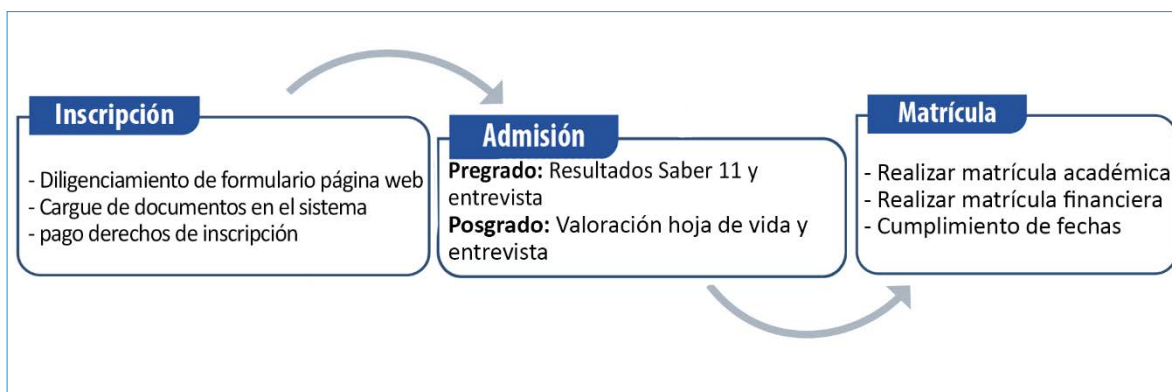 Inscripción
- Diligenciamiento de formulario página web
- Cargue de documentos en el sistema
- pago derechos de inscripción
Admisión
Pregrado: Resultados Saber 11 y
entrevista
Posgrado: Valoración hoja de vida y
entrevista
Matrícula
- Realizar matrícula académica
- Realizar matrícula financiera
- Cumplimiento de fechas